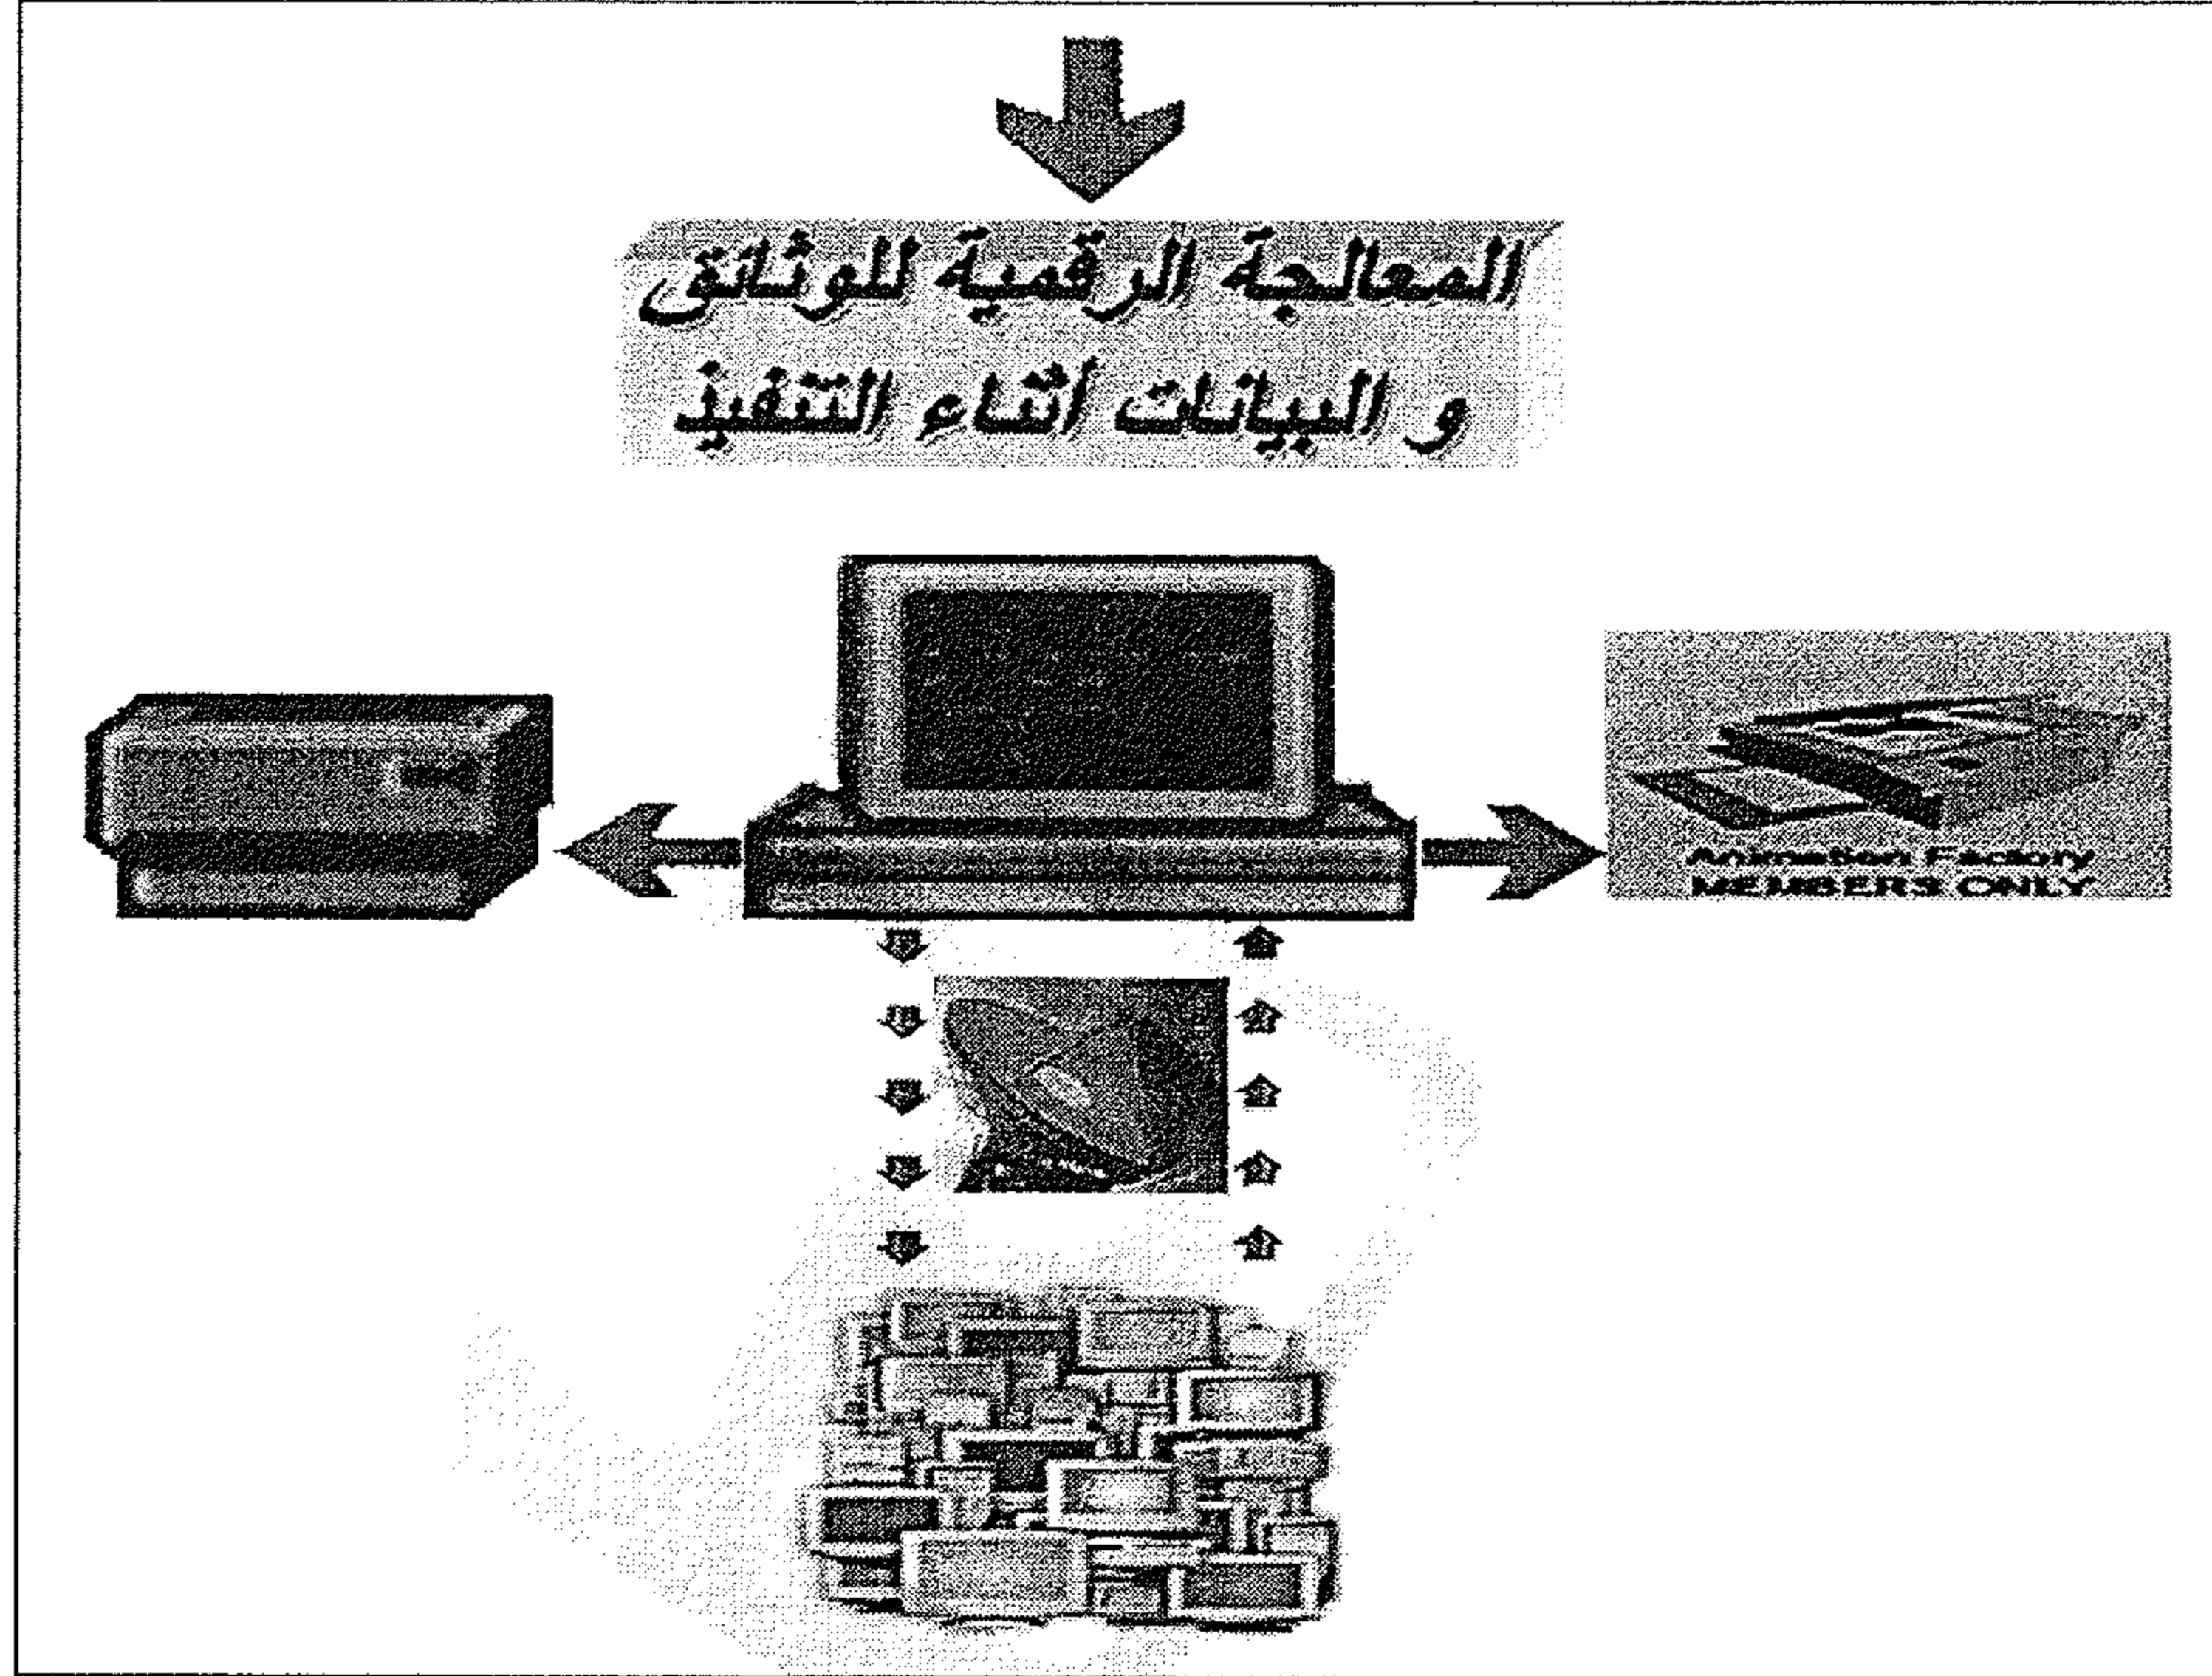 المعالجة الرقمية للوثائق
و البيانات أثناء التنفيذ
Animation Factory
MEMBERS ONLY